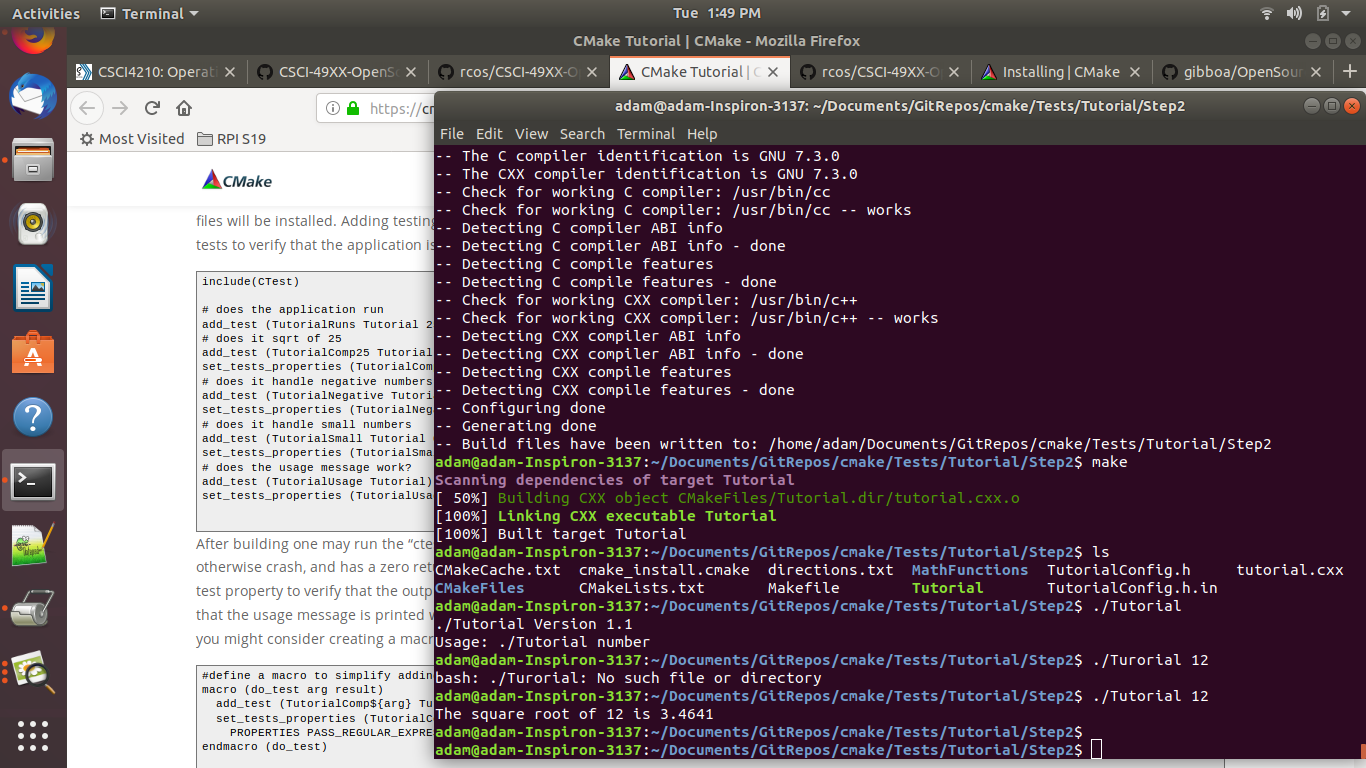 Activities Terminal Tue 1:49 PM
CMake Tutorial | CMake - Mozilla Firefox
CSCI4210: Operat CSCI-49XX-OpenSo rcos/CSCI-49XX-O CMake Tutorial | C rcos/CSCI-49XX-O Installing | CMake gibboa/OpenSour
https://cm
Most Visited RPI S19
CMake
files will be installed. Adding testing
tests to verify that the application is
include(CTest)
# does the application run
add_test (TutorialRuns Tutorial 2
# does it sqrt of 25
add_test (TutorialComp25 Tutorial
set_tests_properties (TutorialCom
# does it handle negative numbers
add_test (TutorialNegative Tutoria
set_tests_properties (TutorialNeg
# does it handle small numbers
add_test (TutorialSmall Tutorial
set_tests_properties (TutorialSma
# does the usage message work?
add_test (TutorialUsage Tutorial)
set_tests_properties (TutorialUsa
After building one may run the “cte
otherwise crash, and has a zero retu
test property to verify that the outp
that the usage message is printed w
you might consider creating a macr
#define a macro to simplify addin
macro (do_test arg result)
add_test (TutorialComp${arg} Tu
set_tests_properties (TutorialC
PROPERTIES PASS_REGULAR_EXPRE
endmacro (do_test)
adam@adam-Inspiron-3137: ~/Documents/GitRepos/cmake/Tests/Tutorial/Step2
File Edit View Search Terminal Help
-- The C compiler identification is GNU 7.3.0
-- The CXX compiler identification is GNU 7.3.0
-- Check for working C compiler: /usr/bin/cc
-- Check for working C compiler: /usr/bin/cc -- works
-- Detecting C compiler ABI info
-- Detecting C compiler ABI info - done
-- Detecting C compile features
-- Detecting C compile features - done
-- Check for working CXX compiler: /usr/bin/c++
-- Check for working CXX compiler: /usr/bin/c++ -- works
-- Detecting CXX compiler ABI info
-- Detecting CXX compiler ABI info - done
-- Detecting CXX compile features
-- Detecting CXX compile features - done
-- Configuring done
-- Generating done
-- Build files have been written to: /home/adam/Documents/GitRepos/cmake/Tests/Tutorial/Step2
adam@adam-Inspiron-3137:~/Documents/GitRepos/cmake/Tests/Tutorial/Step2$ make
Scanning dependencies of target Tutorial
[ 50%] Building CXX object CMakeFiles/Tutorial.dir/tutorial.cxx.o
[100%] Linking CXX executable Tutorial
[100%] Built target Tutorial
adam@adam-Inspiron-3137:~/Documents/GitRepos/cmake/Tests/Tutorial/Step2$ ls
CMakeCache.txt cmake_install.cmake directions.txt MathFunctions TutorialConfig.h tutorial.cxx
CMakeFiles CMakeLists.txt Makefile Tutorial TutorialConfig.h.in
adam@adam-Inspiron-3137:~/Documents/GitRepos/cmake/Tests/Tutorial/Step2$ ./Tutorial
./Tutorial Version 1.1
Usage: ./Tutorial number
adam@adam-Inspiron-3137:~/Documents/GitRepos/cmake/Tests/Tutorial/Step2$ ./Turorial 12
bash: ./Turorial: No such file or directory
adam@adam-Inspiron-3137:~/Documents/GitRepos/cmake/Tests/Tutorial/Step2$ ./Tutorial 12
The square root of 12 is 3.4641
adam@adam-Inspiron-3137:~/Documents/GitRepos/cmake/Tests/Tutorial/Step2$
adam@adam-Inspiron-3137:~/Documents/GitRepos/cmake/Tests/Tutorial/Step2$